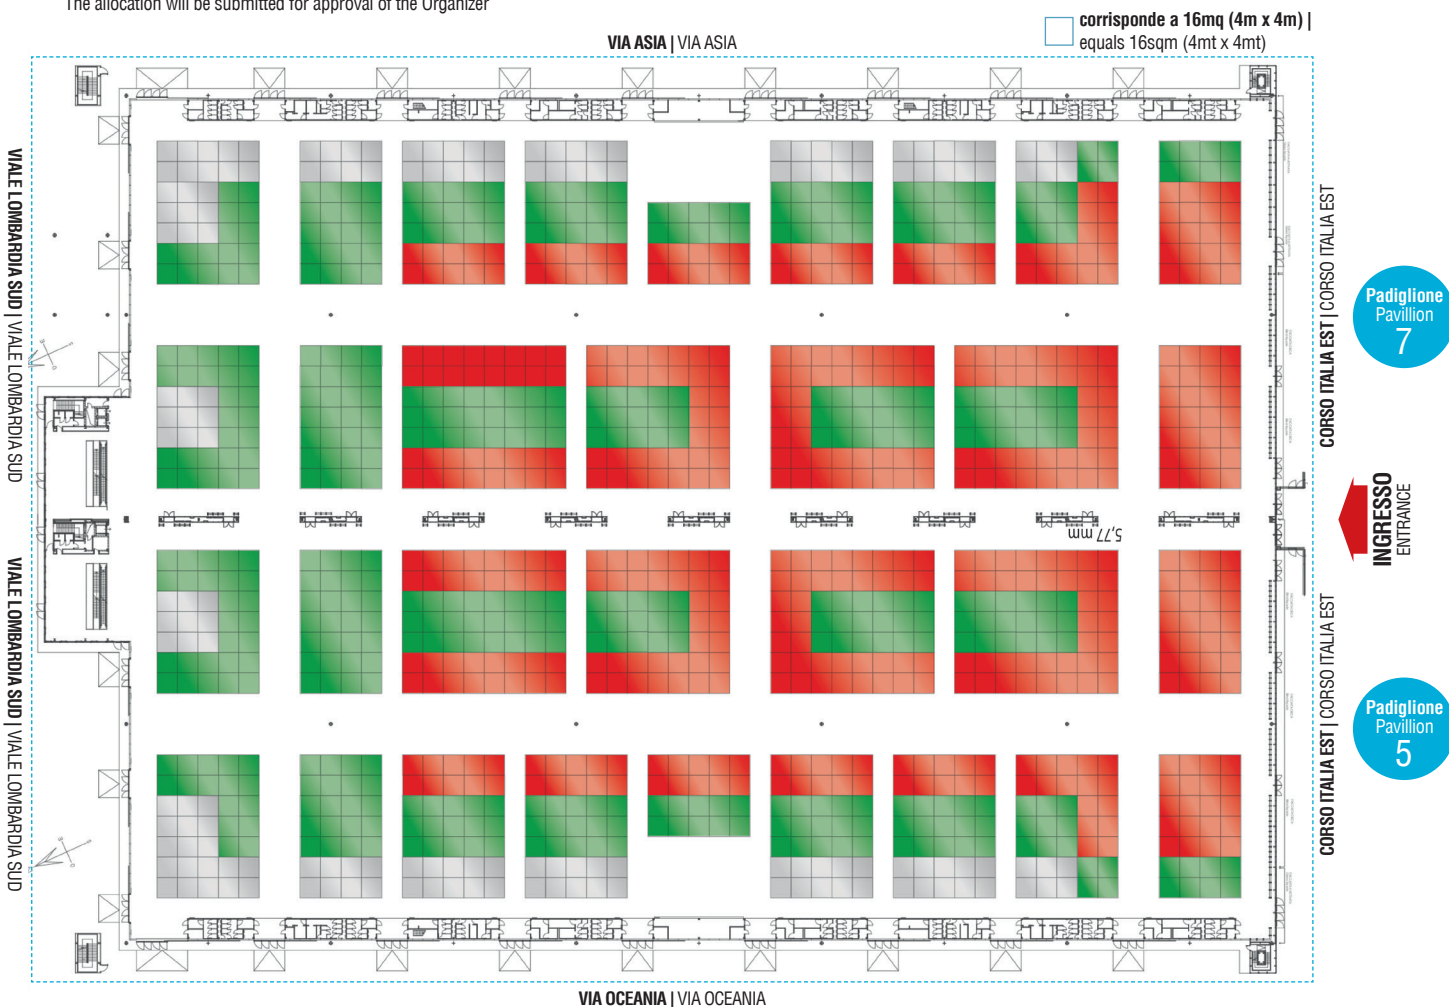 The allocation will be submitted for approval of the Organizer
corrisponde a 16mq (4m x 4m) |
equals 16sqm (4mt x 4mt)
VIA ASIA | VIA ASIA
VIALE LOMBARDIA SUD | VIALE LOMBARDIA SUD
CORSO ITALIA EST | CORSO ITALIA EST
Padiglione
Pavillion
7
INGRESSO
ENTRANCE
5,77 mm
VIALE LOMBARDIA SUD | VIALE LOMBARDIA SUD
CORSO ITALIA EST | CORSO ITALIA EST
Padiglione
Pavillion
5
VIA OCEANIA | VIA OCEANIA